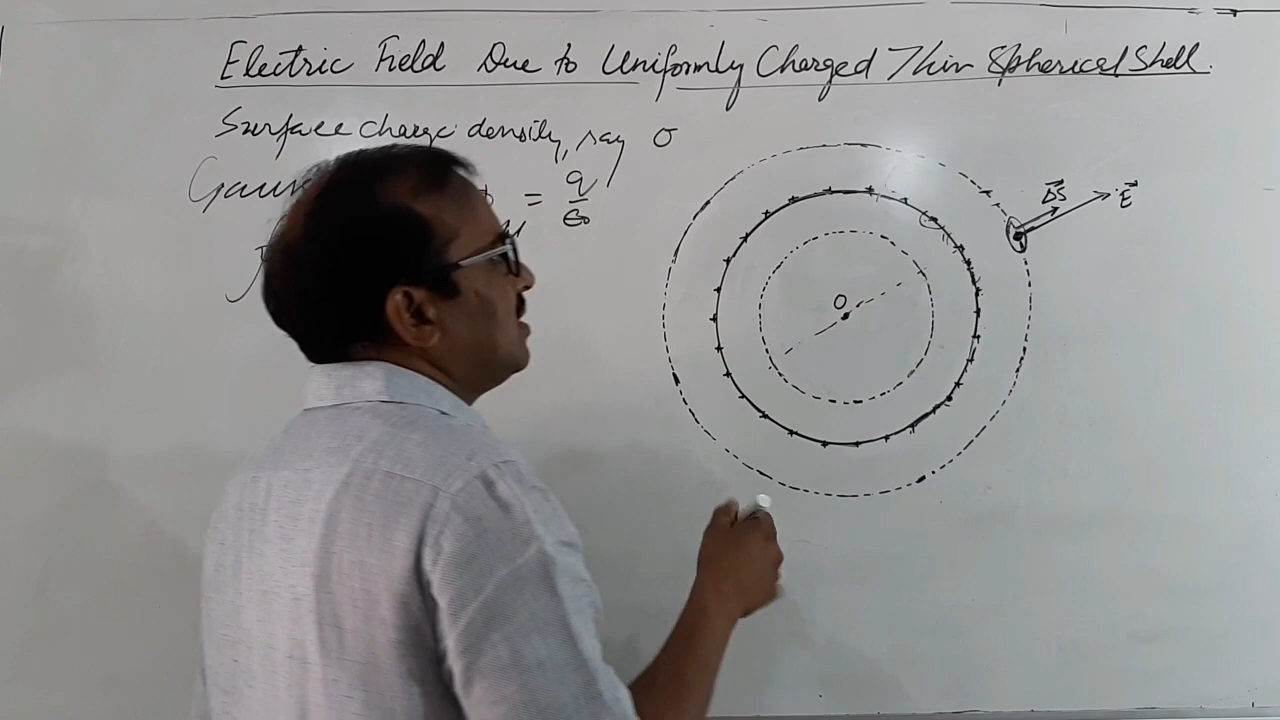 Electric Field Due to Uniformly Charged Thin Spherical Shell.
Surface charge density, say σ
= q/ε₀
ΔS⃗
E⃗
O